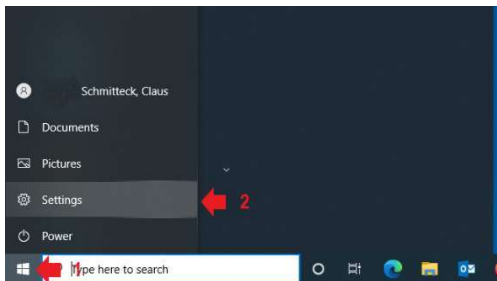 Schmitteck, Claus
Documents
Pictures
Settings
2
Power
1
Type here to search